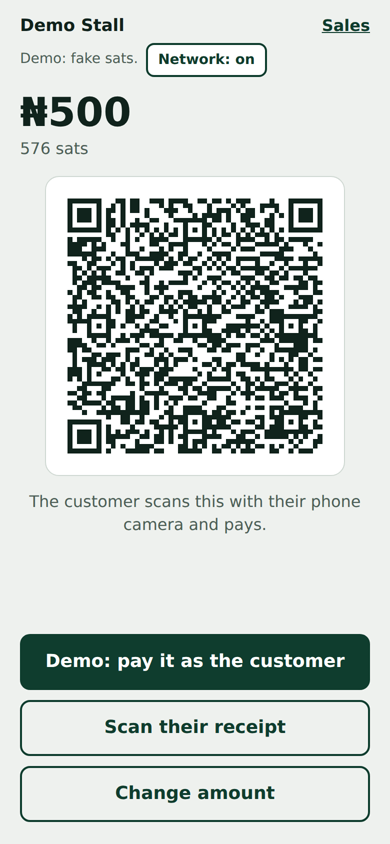 Demo Stall
Sales
Demo: fake sats.
Network: on
₦500
576 sats
The customer scans this with their phone
camera and pays.
Demo: pay it as the customer
Scan their receipt
Change amount